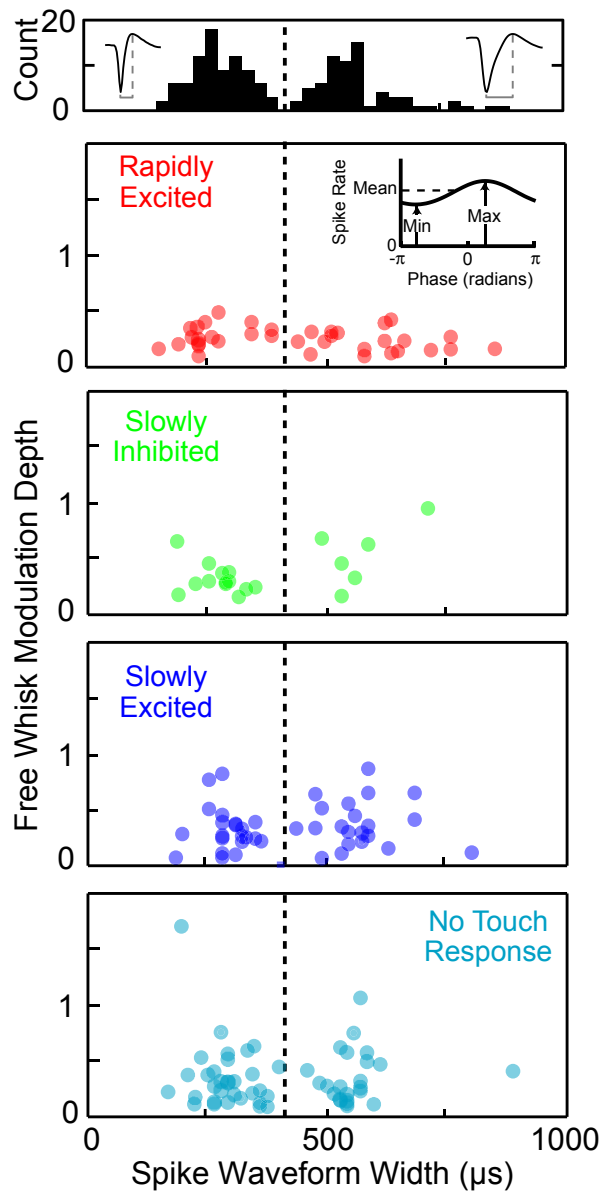 20
Count
0
Rapidly
Excited
1
0
Spike Rate
Mean
Min
Max
0
-π
0
π
Phase (radians)
Slowly
Inhibited
1
0
Free Whisk Modulation Depth
Slowly
Excited
1
0
No Touch
Response
1
0
0
500
1000
Spike Waveform Width (μs)